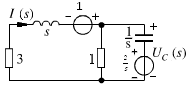 I (s)
s
- 1 +
3
1
1/s
2/s
+
+
-
-
U_C (s)